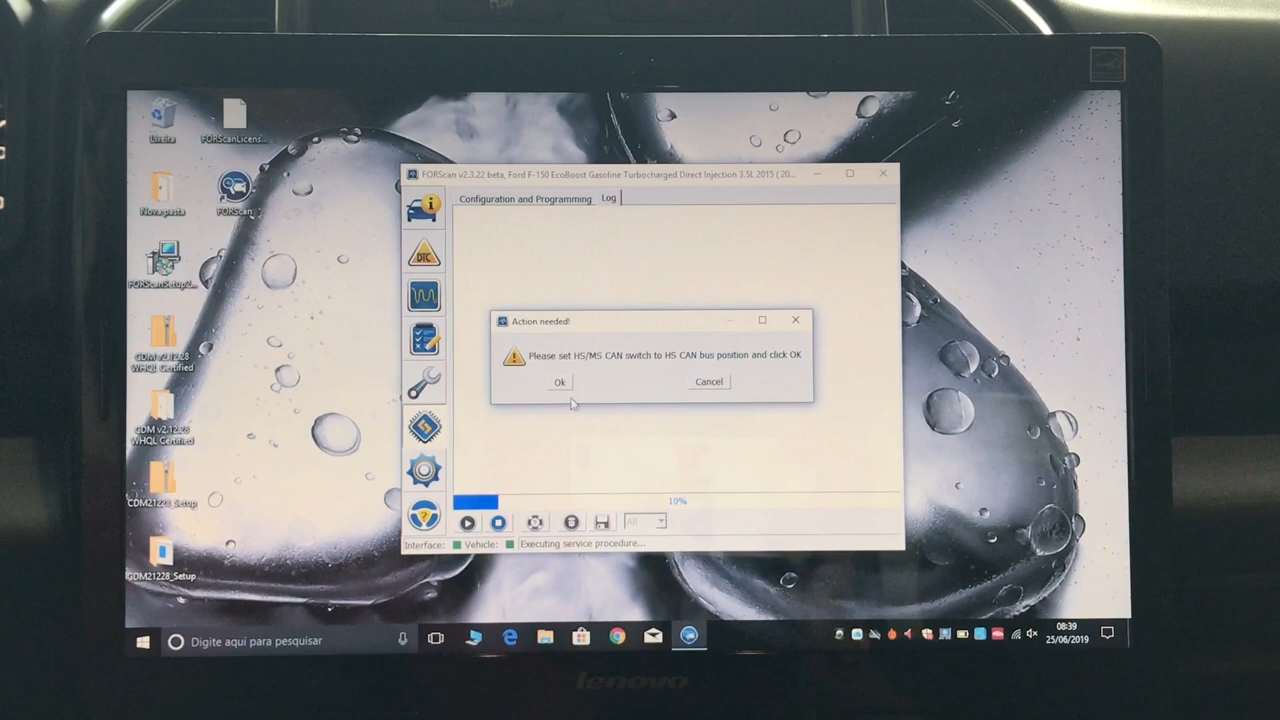 Lixeira
FORScanLicens...
Nova pasta
FORScan
FORScanSetup2...
CDM v2.12.28
WHQL Certified
CDM v2.12.28
WHQL Certified
CDM21228_Setup
CDM21228_Setup
FORScan v2.3.22 beta, Ford F-150 EcoBoost Gasoline Turbocharged Direct Injection 3.5L 2015 ( 20...
Configuration and Programming
Log
DTC
Action needed!
Please set HS/MS CAN switch to HS CAN bus position and click OK
Ok
Cancel
10%
All
Interface:
Vehicle:
Executing service procedure...
Digite aqui para pesquisar
08:39
25/06/2019
lenovo